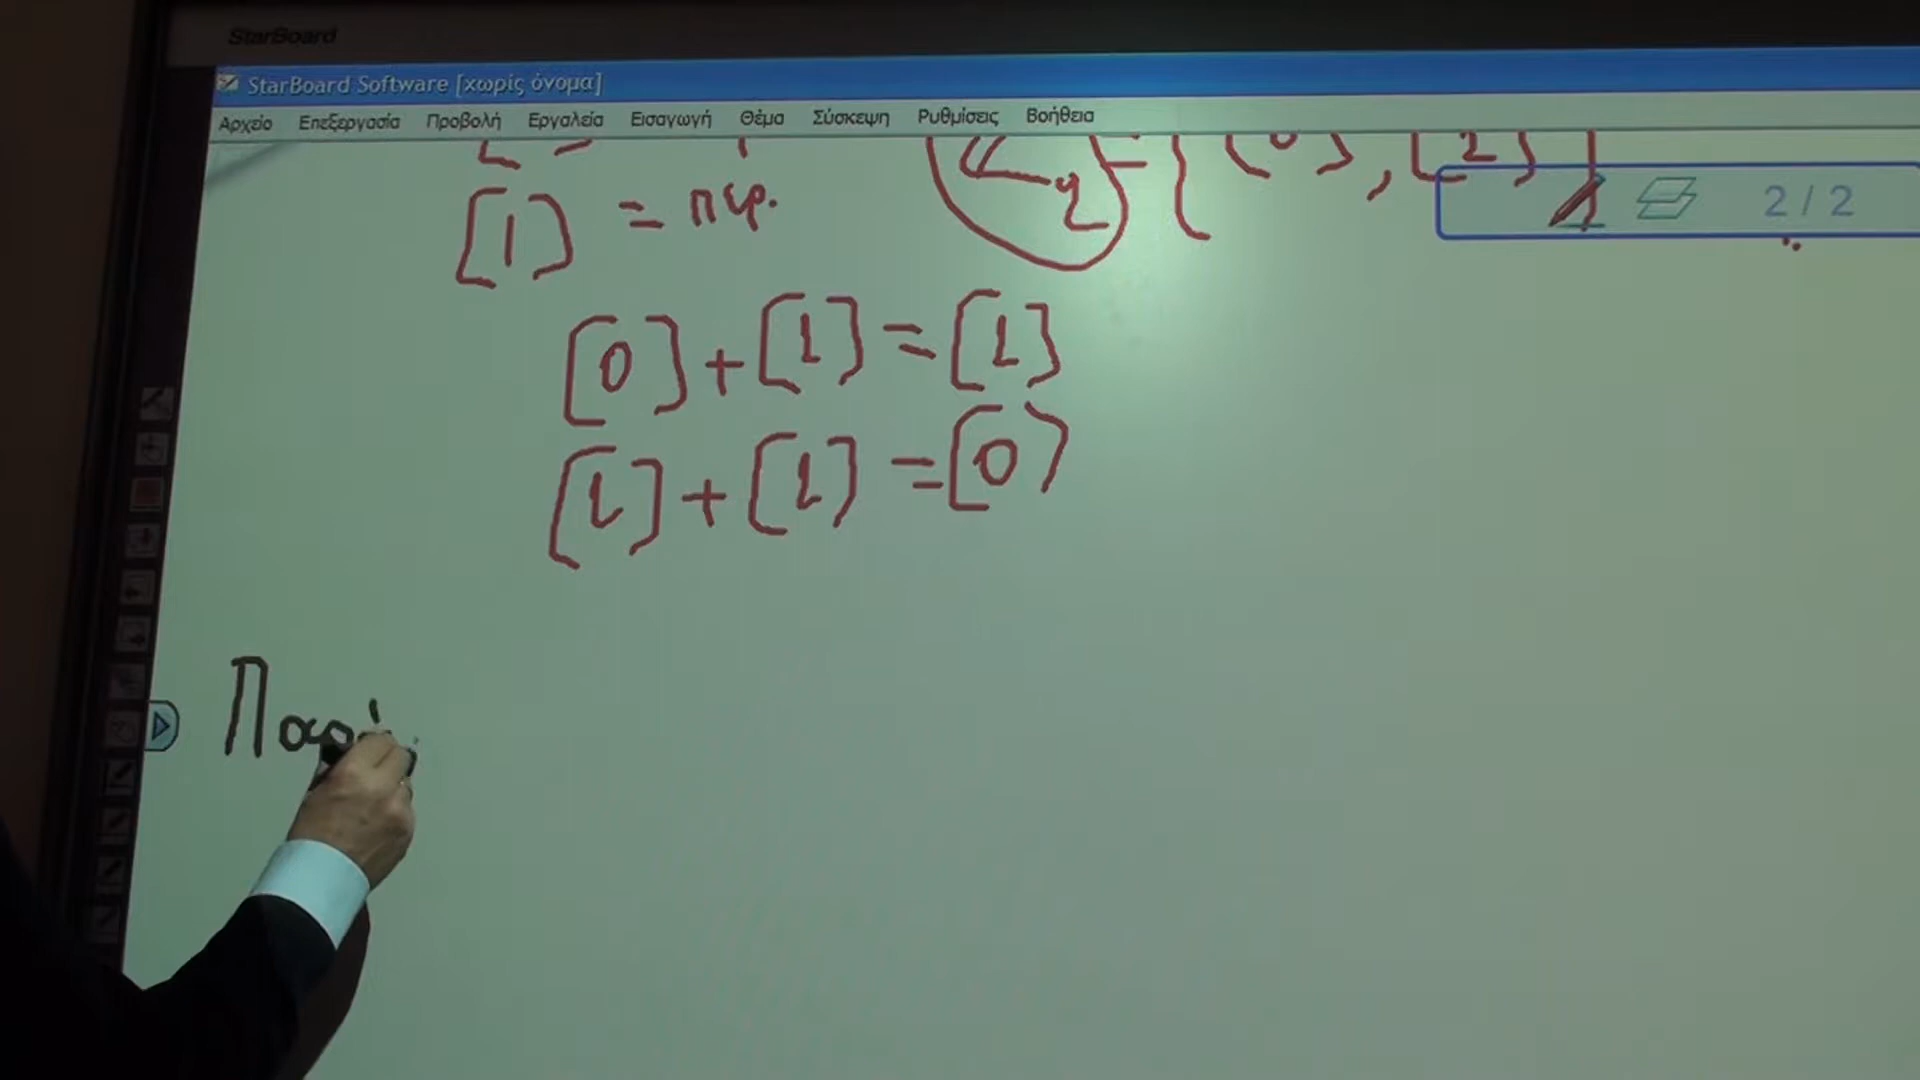 StarBoard
StarBoard Software [χωρίς όνομα]
Αρχείο Επεξεργασία Προβολή Εργαλεία Εισαγωγή Θέμα Σύσκεψη Ρυθμίσεις Βοήθεια
2 / 2
[1] = περ.
[0] + [1] = [1]
[1] + [1] = [0]